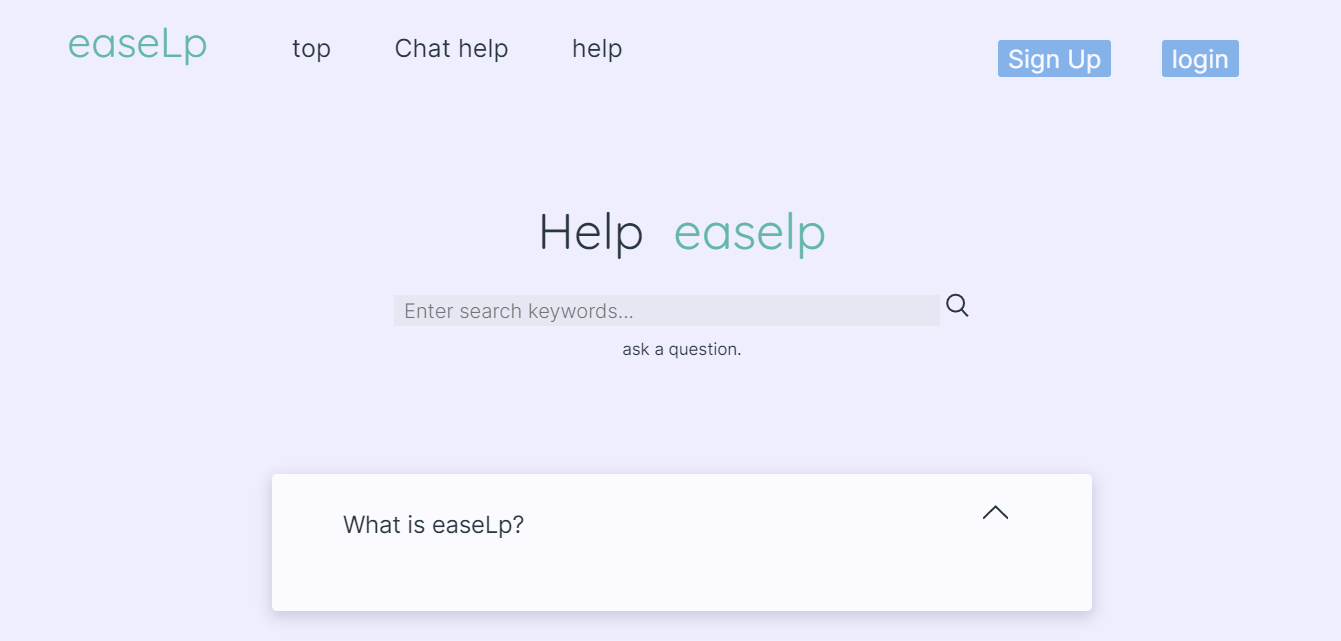 easeLp top Chat help help Sign Up login
Help easelp
Enter search keywords...
ask a question.
What is easeLp?